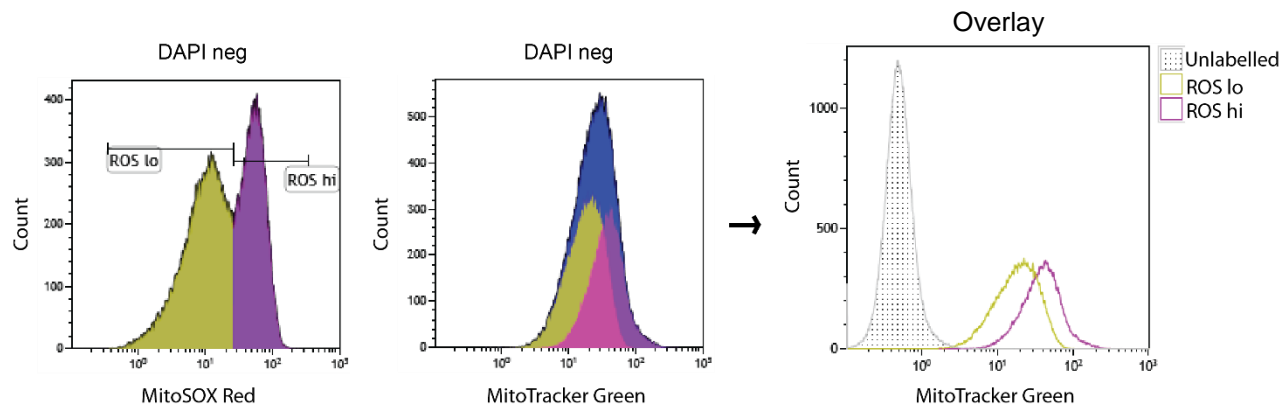 DAPI neg
400
300
200
100
0
Count
ROS lo
ROS hi
10⁰
10¹
10²
10³
MitoSOX Red
DAPI neg
500
400
300
200
100
0
Count
10⁰
10¹
10²
10³
MitoTracker Green
Overlay
1000
500
0
Count
10⁰
10¹
10²
10³
MitoTracker Green
Unlabelled
ROS lo
ROS hi